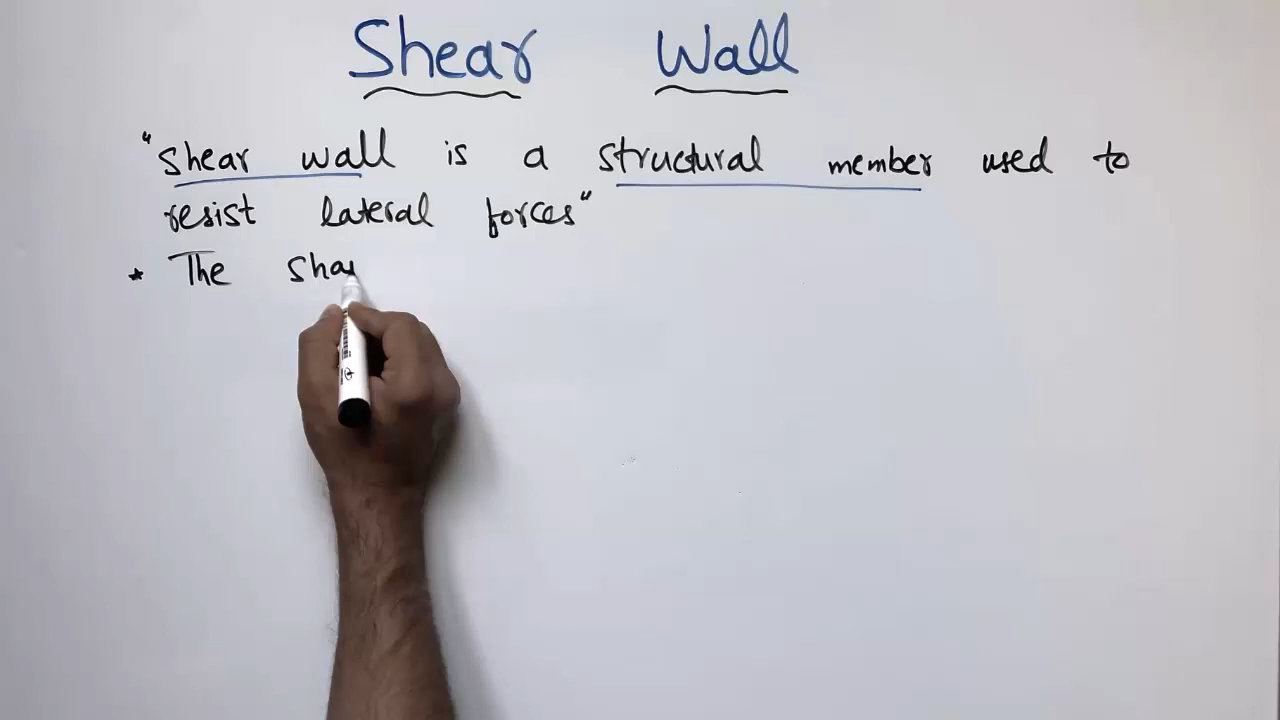 Shear Wall
"Shear wall is a structural member used to
resist lateral forces"
* The sha